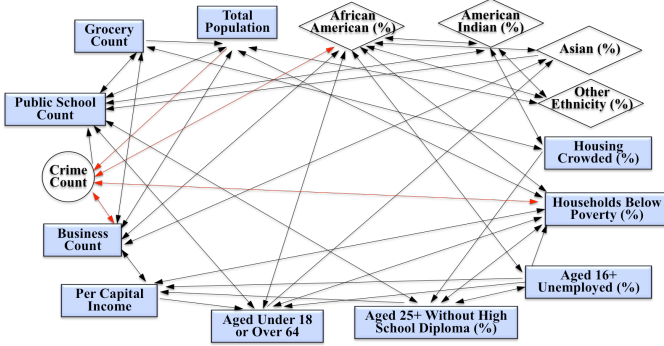 Grocery
Count
Total
Population
African
American (%)
American
Indian (%)
Asian (%)
Other
Ethnicity (%)
Public School
Count
Housing
Crowded (%)
Crime
Count
Households Below
Poverty (%)
Business
Count
Per Capital
Income
Aged Under 18
or Over 64
Aged 25+ Without High
School Diploma (%)
Aged 16+
Unemployed (%)